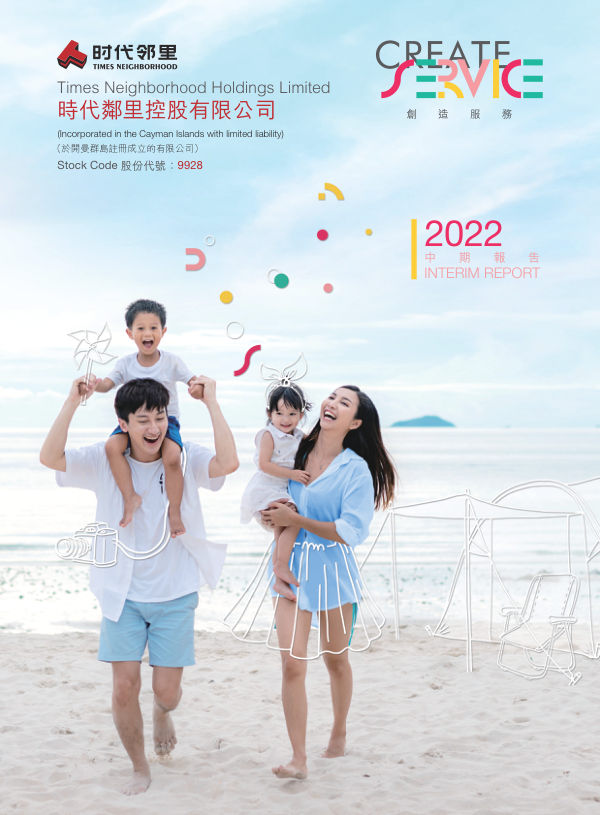 时代邻里
TIMES NEIGHBORHOOD
Times Neighborhood Holdings Limited
時代鄰里控股有限公司
(Incorporated in the Cayman Islands with limited liability)
(於開曼群島註冊成立的有限公司)
Stock Code 股份代號：9928
CREATE
SERVICE
創造服務
2022
中期報告
INTERIM REPORT